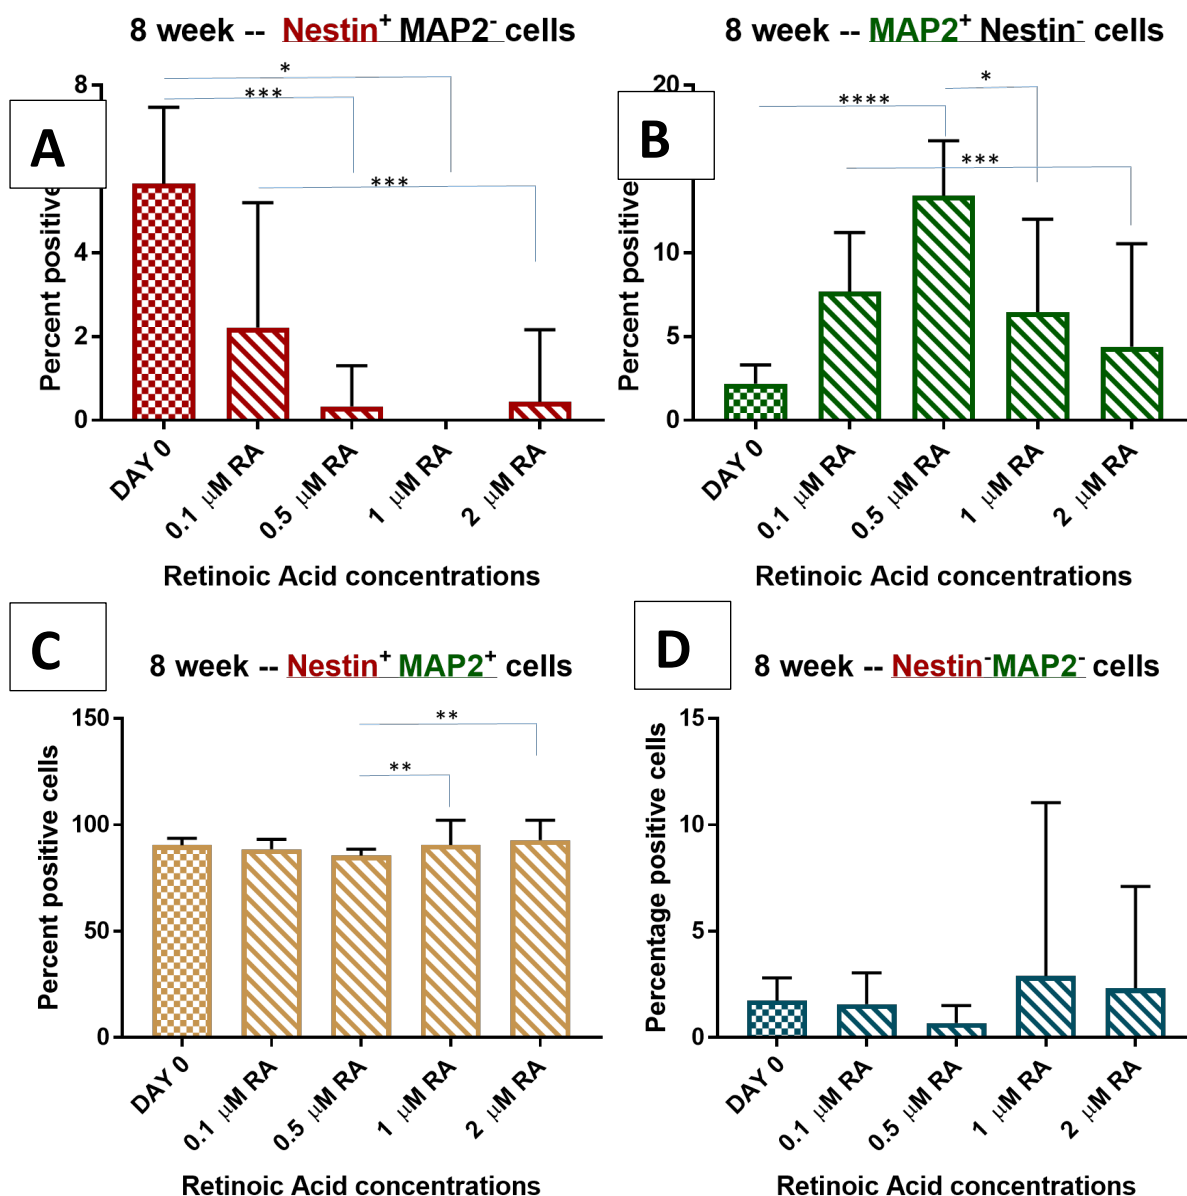 8 week -- Nestin⁺ MAP2⁻ cells
8
*
***
A
***
Percent positive
4
2
0
DAY 0
0.1 μM RA
0.5 μM RA
1 μM RA
2 μM RA
Retinoic Acid concentrations
8 week -- MAP2⁺ Nestin⁻ cells
20
*
****
B
***
Percent positive
10
5
0
DAY 0
0.1 μM RA
0.5 μM RA
1 μM RA
2 μM RA
Retinoic Acid concentrations
C
8 week -- Nestin⁺ MAP2⁺ cells
150
**
**
Percent positive cells
100
50
0
DAY 0
0.1 μM RA
0.5 μM RA
1 μM RA
2 μM RA
Retinoic Acid concentrations
D
8 week -- Nestin⁻MAP2⁻ cells
15
Percentage positive cells
10
5
0
DAY 0
0.1 μM RA
0.5 μM RA
1 μM RA
2 μM RA
Retinoic Acid concentrations